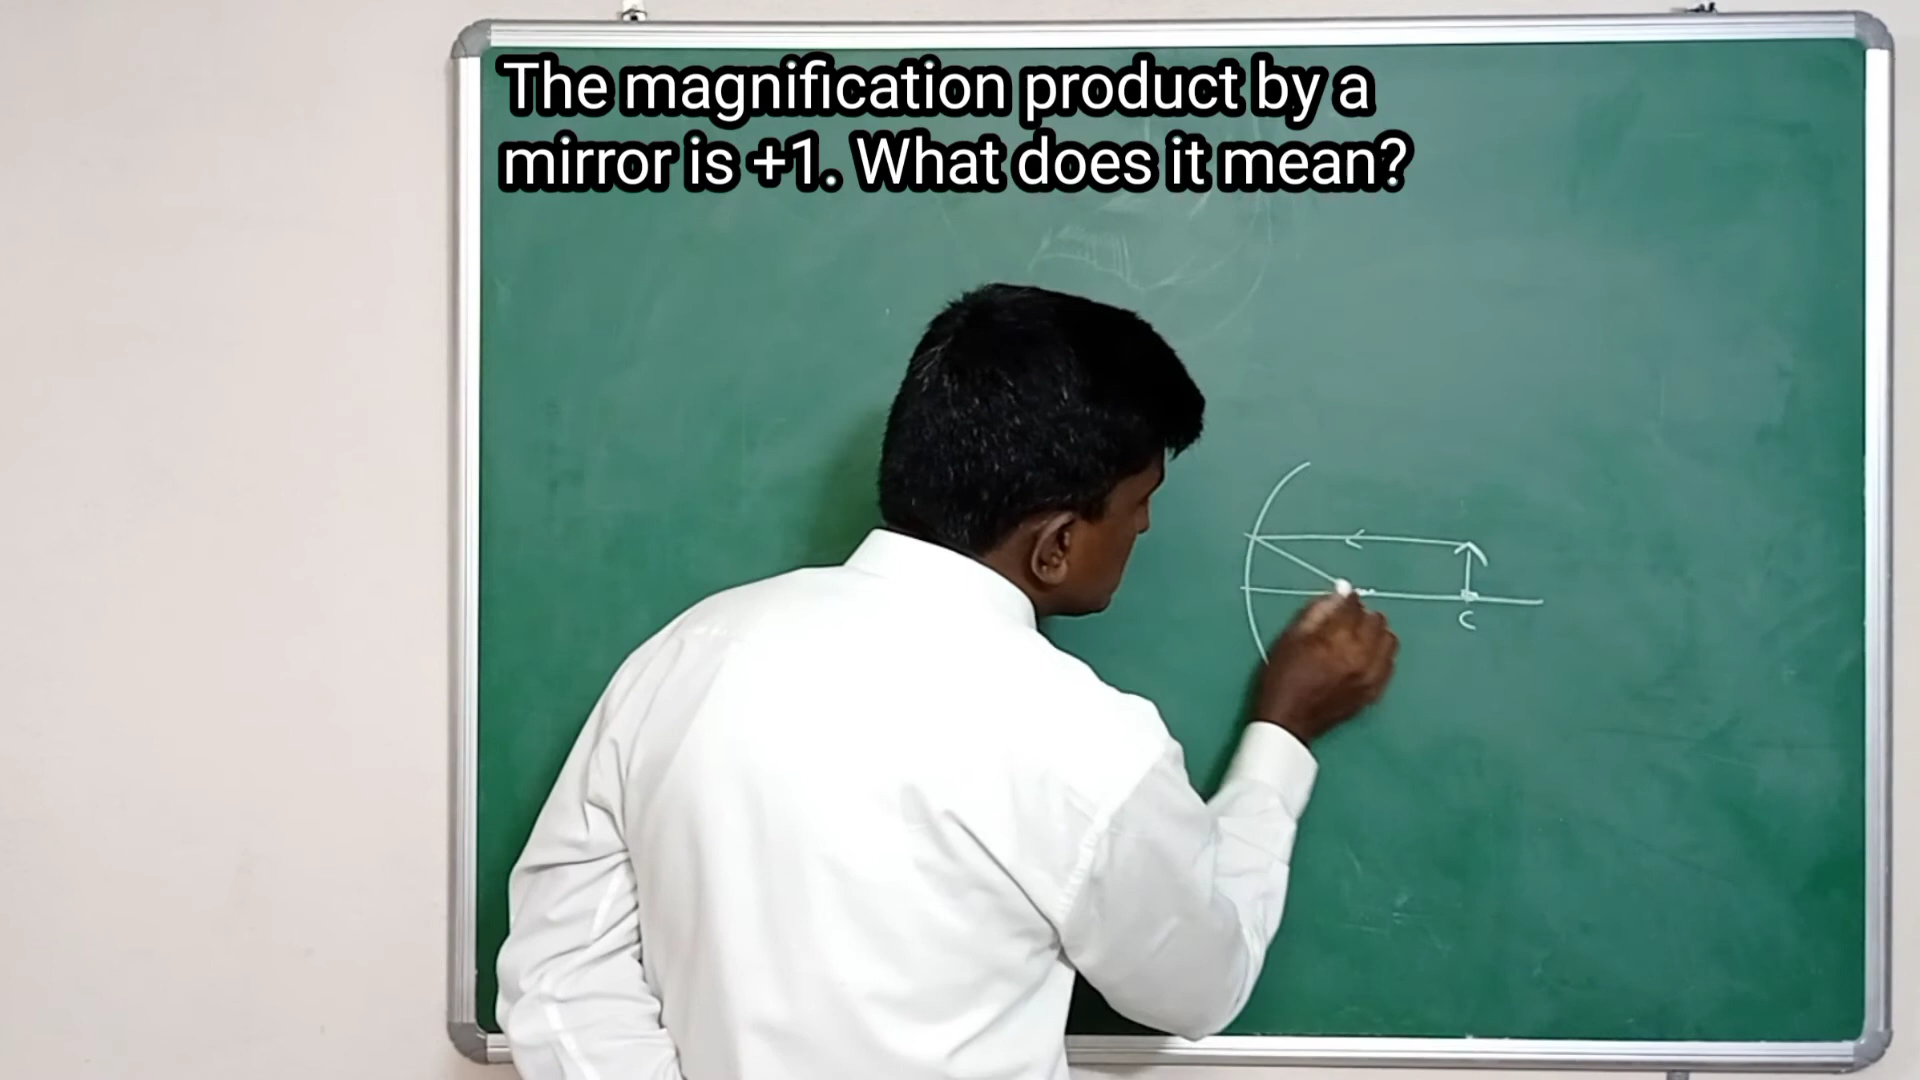 The magnification product by a
mirror is +1. What does it mean?
C